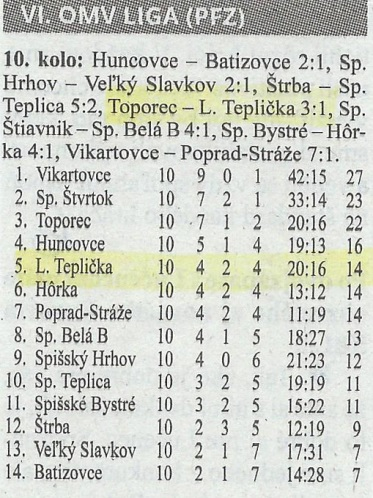 VI. OMV LIGA (PFZ)
10. kolo: Huncovce – Batizovce 2:1, Sp.
Hrhov – Veľký Slavkov 2:1, Štrba – Sp.
Teplica 5:2, Toporec – L. Teplička 3:1, Sp.
Štiavnik – Sp. Belá B 4:1, Sp. Bystré – Hôr-
ka 4:1, Vikartovce – Poprad-Stráže 7:1.
1. Vikartovce 10 9 0 1 42:15 27
2. Sp. Štvrtok 10 7 2 1 33:14 23
3. Toporec 10 7 1 2 20:16 22
4. Huncovce 10 5 1 4 19:13 16
5. L. Teplička 10 4 2 4 20:16 14
6. Hôrka 10 4 2 4 13:12 14
7. Poprad-Stráže 10 4 2 4 11:19 14
8. Sp. Belá B 10 4 1 5 18:27 13
9. Spišský Hrhov 10 4 0 6 21:23 12
10. Sp. Teplica 10 3 2 5 19:19 11
11. Spišské Bystré 10 3 2 5 15:22 11
12. Štrba 10 2 3 5 12:19 9
13. Veľký Slavkov 10 2 1 7 17:31 7
14. Batizovce 10 2 1 7 14:28 7